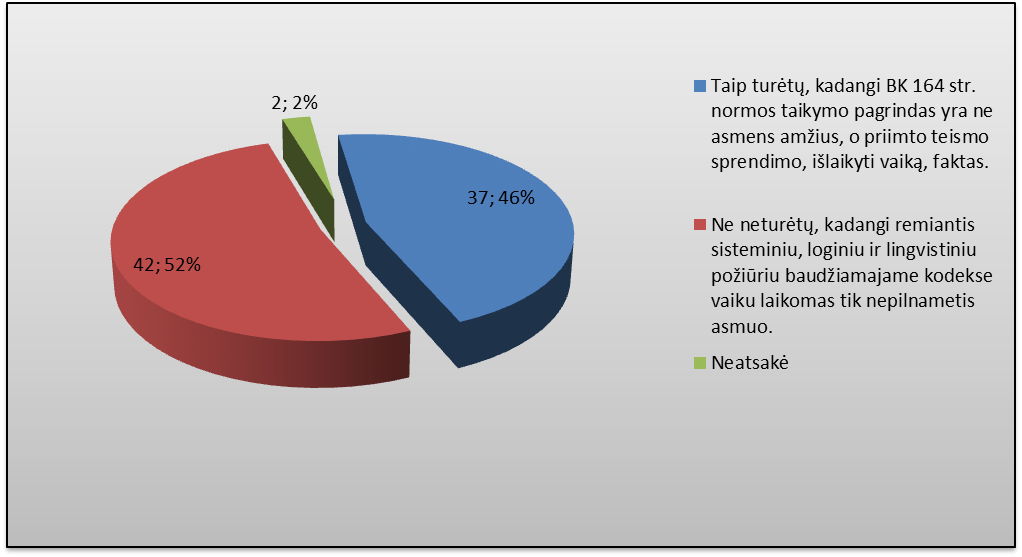 2; 2%
37; 46%
42; 52%
Taip turėtų, kadangi BK 164 str.
normos taikymo pagrindas yra ne
asmens amžius, o priimto teismo
sprendimo, išlaikyti vaiką, faktas.
Ne neturėtų, kadangi remiantis
sisteminiu, loginiu ir lingvistiniu
požiūriu baudžiamajame kodekse
vaiku laikomas tik nepilnametis
asmuo.
Neatsakė